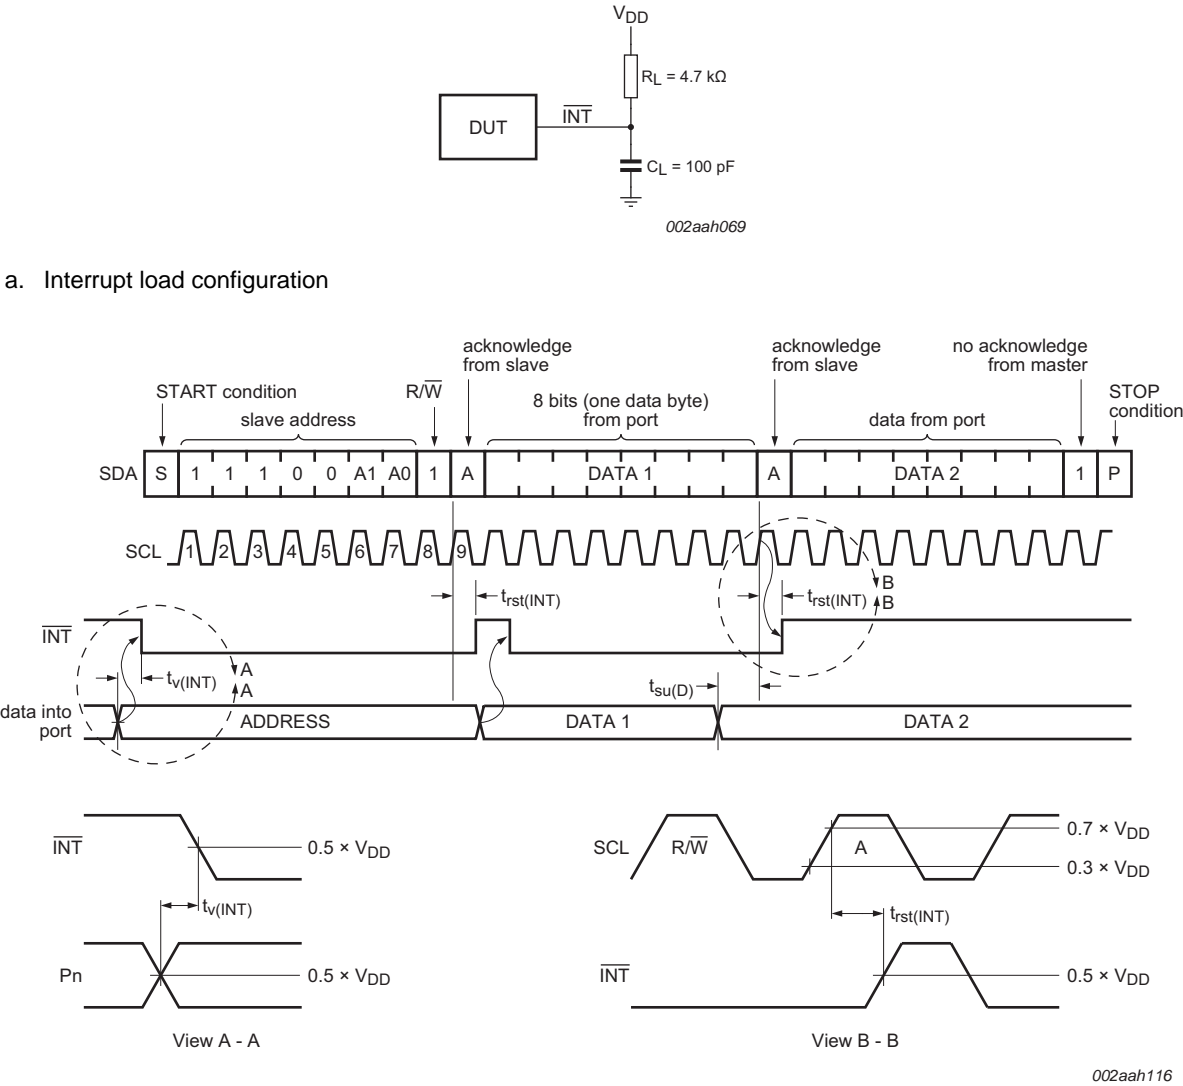 VDD
RL = 4.7 kΩ
DUT
INT
CL = 100 pF
002aah069
a. Interrupt load configuration
acknowledge
from slave
acknowledge
from slave
no acknowledge
from master
START condition
R/W
STOP
condition
slave address
8 bits (one data byte)
from port
data from port
SDA S 1 1 1 0 0 A1 A0 1 A DATA 1 A DATA 2 1 P
SCL 1 2 3 4 5 6 7 8 9
B
B
trst(INT)
trst(INT)
INT
A
A
tv(INT)
tsu(D)
data into
port
ADDRESS
DATA 1
DATA 2
INT
0.5 × VDD
tv(INT)
Pn
0.5 × VDD
View A - A
SCL
R/W
A
0.7 × VDD
0.3 × VDD
trst(INT)
INT
0.5 × VDD
View B - B
002aah116